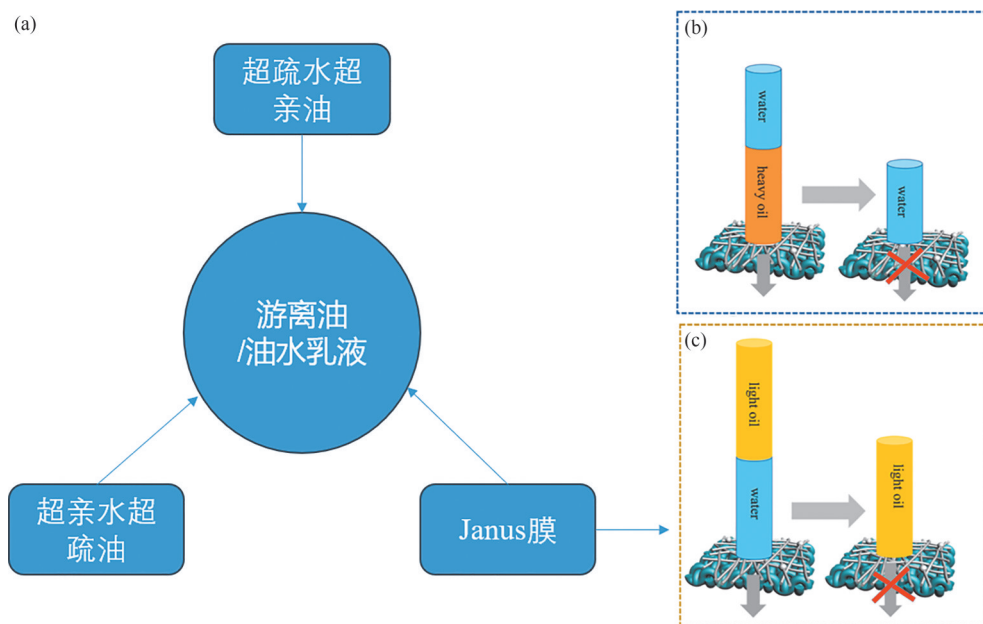 (a)
超疏水超
亲油
游离油
/油水乳液
超亲水超
疏油
Janus膜
(b)
water
heavy oil
water
(c)
light oil
water
light oil